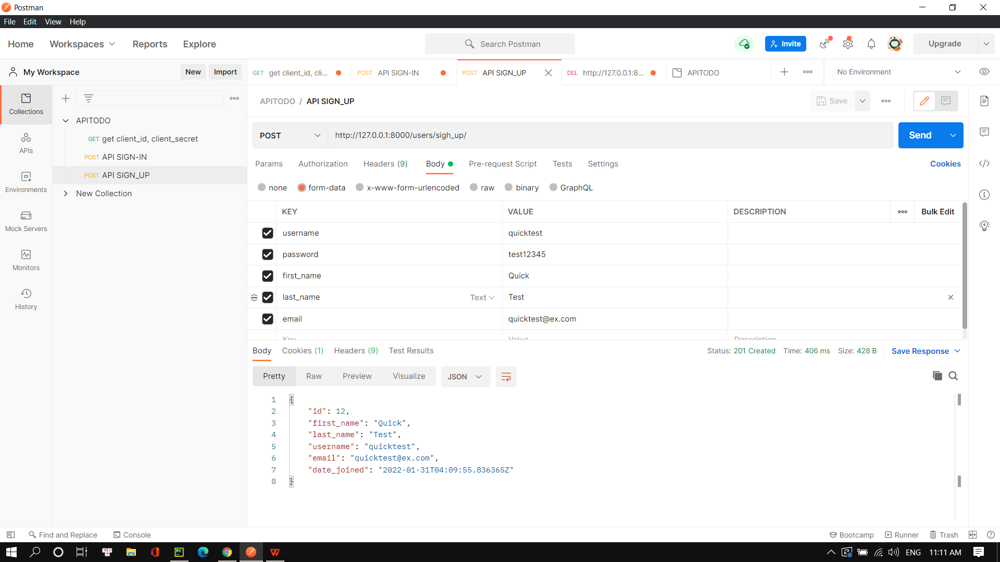 Postman
File Edit View Help
Home Workspaces Reports Explore Search Postman Invite Upgrade
My Workspace New Import
GET get client_id, cli... POST API SIGN-IN POST API SIGN_UP DEL http://127.0.0.1:8... APITODO No Environment
Collections
APIs
Environments
Mock Servers
Monitors
History
APITODO
GET get client_id, client_secret
POST API SIGN-IN
POST API SIGN_UP
New Collection
APITODO / API SIGN_UP Save
POST http://127.0.0.1:8000/users/sigh_up/ Send
Params Authorization Headers (9) Body Pre-request Script Tests Settings Cookies
none form-data x-www-form-urlencoded raw binary GraphQL
KEY VALUE DESCRIPTION Bulk Edit
username quicktest
password test12345
first_name Quick
last_name Text Test
email quicktest@ex.com
Key Value Description
Body Cookies (1) Headers (9) Test Results Status: 201 Created Time: 406 ms Size: 428 B Save Response
Pretty Raw Preview Visualize JSON
1 {
2 "id": 12,
3 "first_name": "Quick",
4 "last_name": "Test",
5 "username": "quicktest",
6 "email": "quicktest@ex.com",
7 "date_joined": "2022-01-31T04:09:55.836365Z"
8 }
Find and Replace Console Bootcamp Runner Trash
PC ENG 11:11 AM